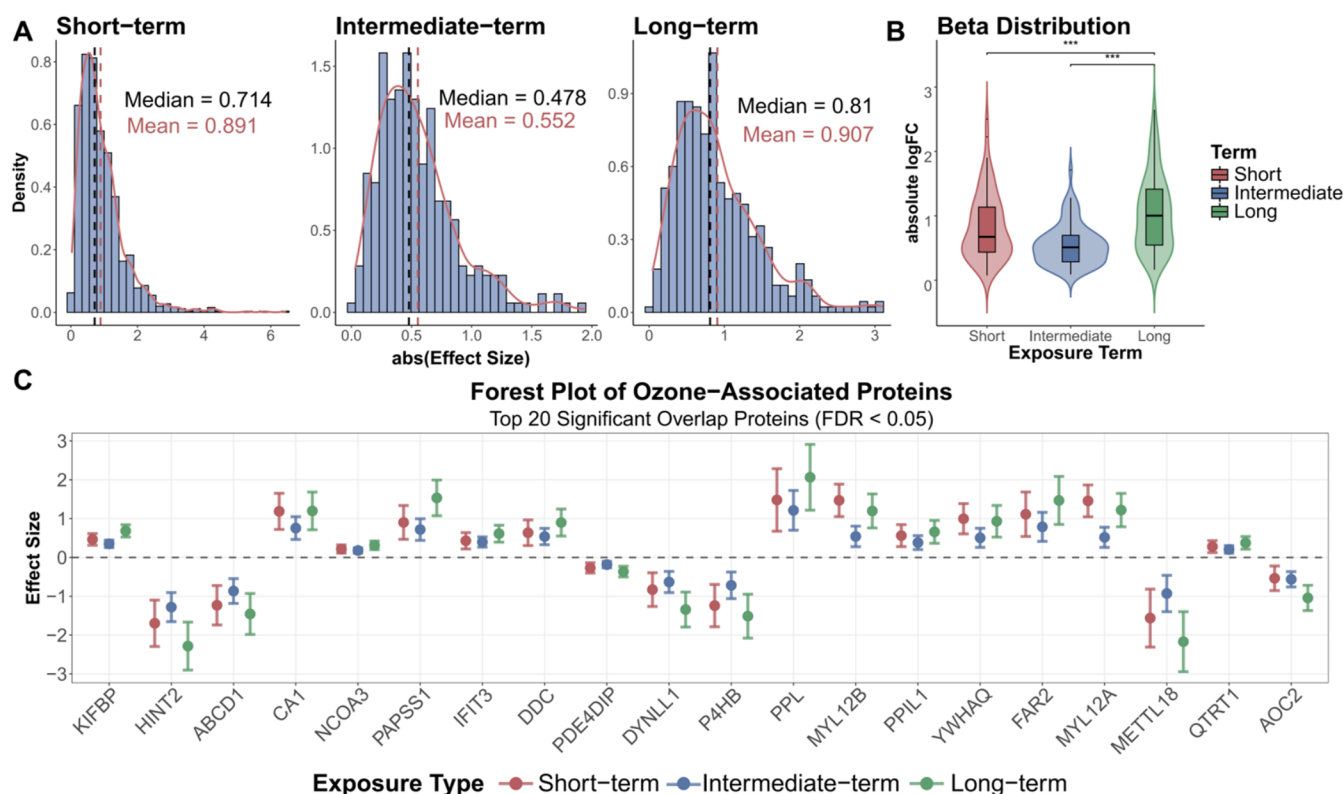 A
Short−term
Intermediate−term
Long−term
Median = 0.714
Mean = 0.891
Median = 0.478
Mean = 0.552
Median = 0.81
Mean = 0.907
Density
0.8
0.6
0.4
0.2
0.0
0
2
4
6
1.5
1.0
0.5
0.0
0.0
0.5
1.0
1.5
2.0
0.9
0.6
0.3
0.0
0
1
2
3
abs(Effect Size)
B
Beta Distribution
***
***
absolute logFC
3
2
1
0
Short
Intermediate
Long
Exposure Term
Term
Short
Intermediate
Long
C
Forest Plot of Ozone−Associated Proteins
Top 20 Significant Overlap Proteins (FDR < 0.05)
Effect Size
3
2
1
0
−1
−2
−3
KIFBP
HINT2
ABCD1
CA1
NCOA3
PAPSS1
IFIT3
DDC
PDE4DIP
DYNLL1
P4HB
PPL
MYL12B
PPIL1
YWHAQ
FAR2
MYL12A
METTL18
QTRT1
AOC2
Exposure Type
Short−term
Intermediate−term
Long−term